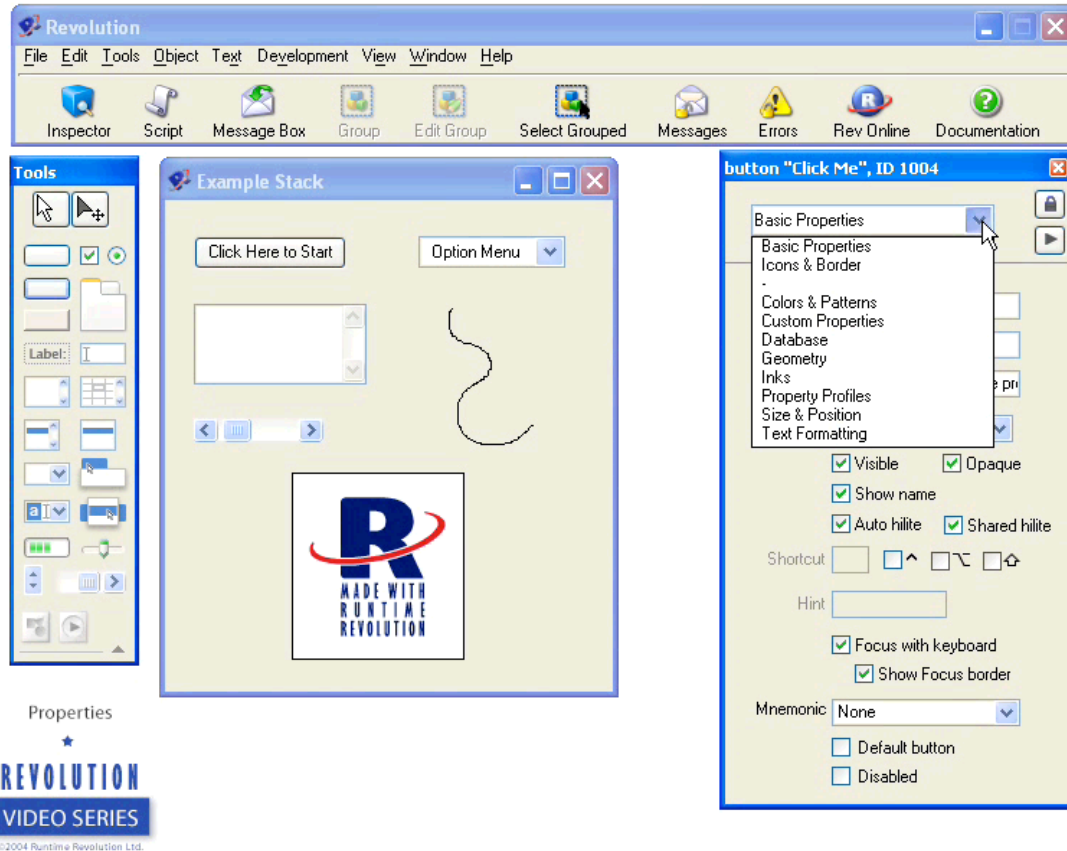 Revolution
File Edit Tools Object Text Development View Window Help
Inspector Script Message Box Group Edit Group Select Grouped Messages Errors Rev Online Documentation
Tools
Label:
a
Example Stack
Click Here to Start
Option Menu
R
MADE WITH
RUNTIME
REVOLUTION
button "Click Me", ID 1004
Basic Properties
Basic Properties
Icons & Border
-
Colors & Patterns
Custom Properties
Database
Geometry
Inks
Property Profiles
Size & Position
Text Formatting
Visible Opaque
Show name
Auto hilite Shared hilite
Shortcut
Hint
Focus with keyboard
Show Focus border
Mnemonic None
Default button
Disabled
Properties
REVOLUTION
VIDEO SERIES
©2004 Runtime Revolution Ltd.